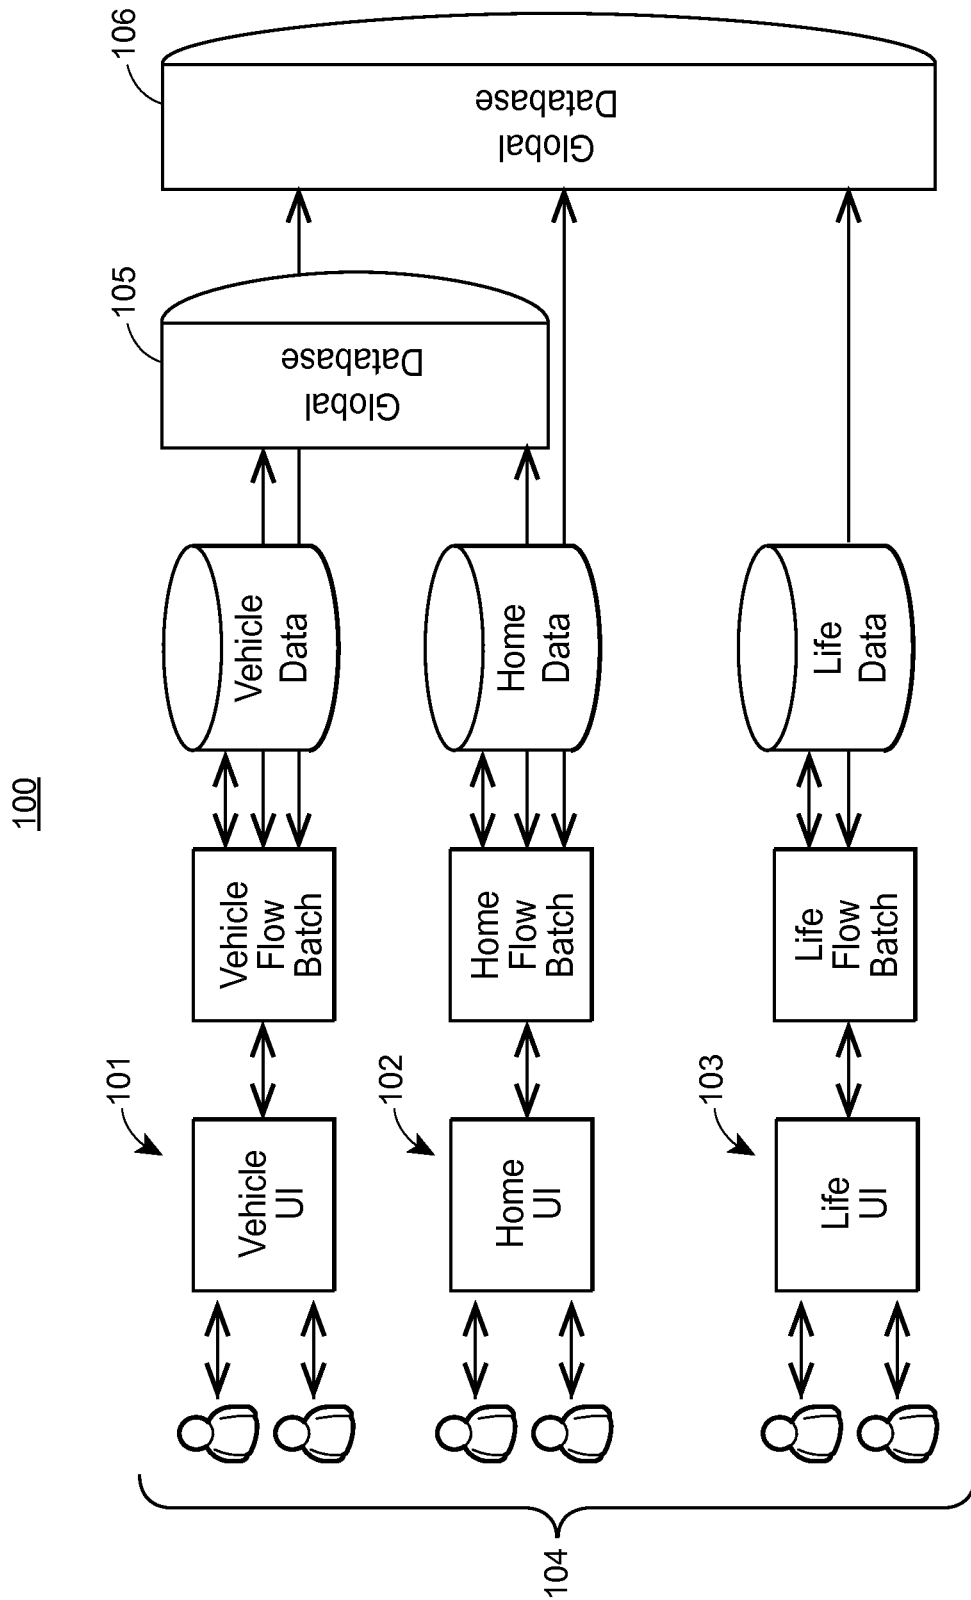 100
101
Vehicle
UI
Vehicle
Flow
Batch
Vehicle
Data
105
Global
Database
106
Global
Database
102
Home
UI
Home
Flow
Batch
Home
Data
103
Life
UI
Life
Flow
Batch
Life
Data
104